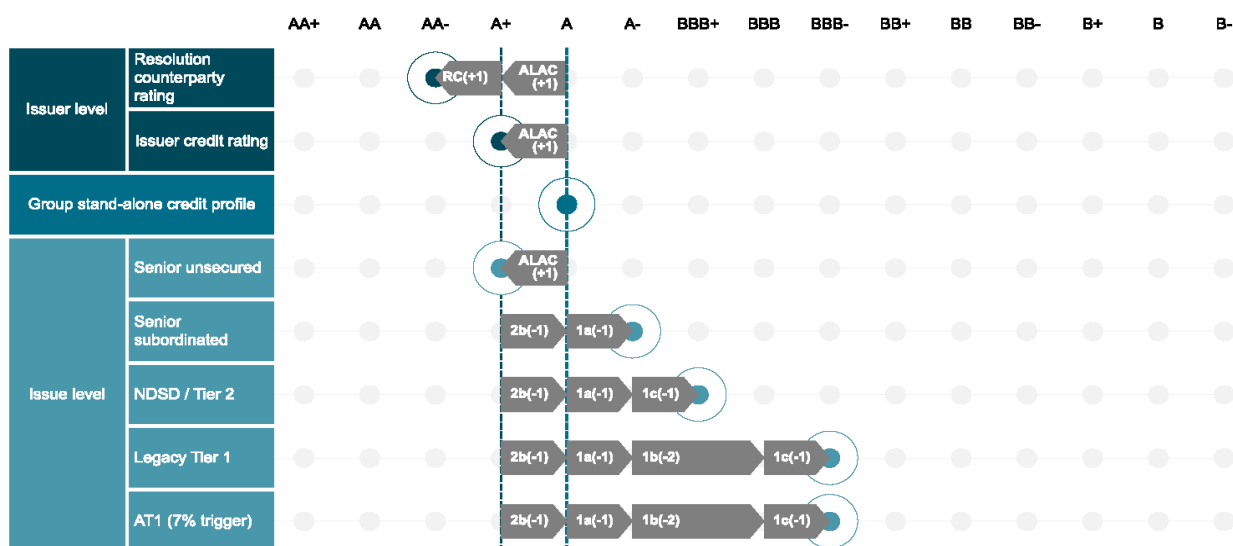 AA+ AA AA- A+ A A- BBB+ BBB BBB- BB+ BB BB- B+ B B-
Issuer level
Resolution
counterparty
rating
RC(+1) ALAC
(+1)
Issuer credit rating
ALAC
(+1)
Group stand-alone credit profile
Issue level
Senior unsecured
ALAC
(+1)
Senior
subordinated
2b(-1) 1a(-1)
NDSD / Tier 2
2b(-1) 1a(-1) 1c(-1)
Legacy Tier 1
2b(-1) 1a(-1) 1b(-2) 1c(-1)
AT1 (7% trigger)
2b(-1) 1a(-1) 1b(-2) 1c(-1)